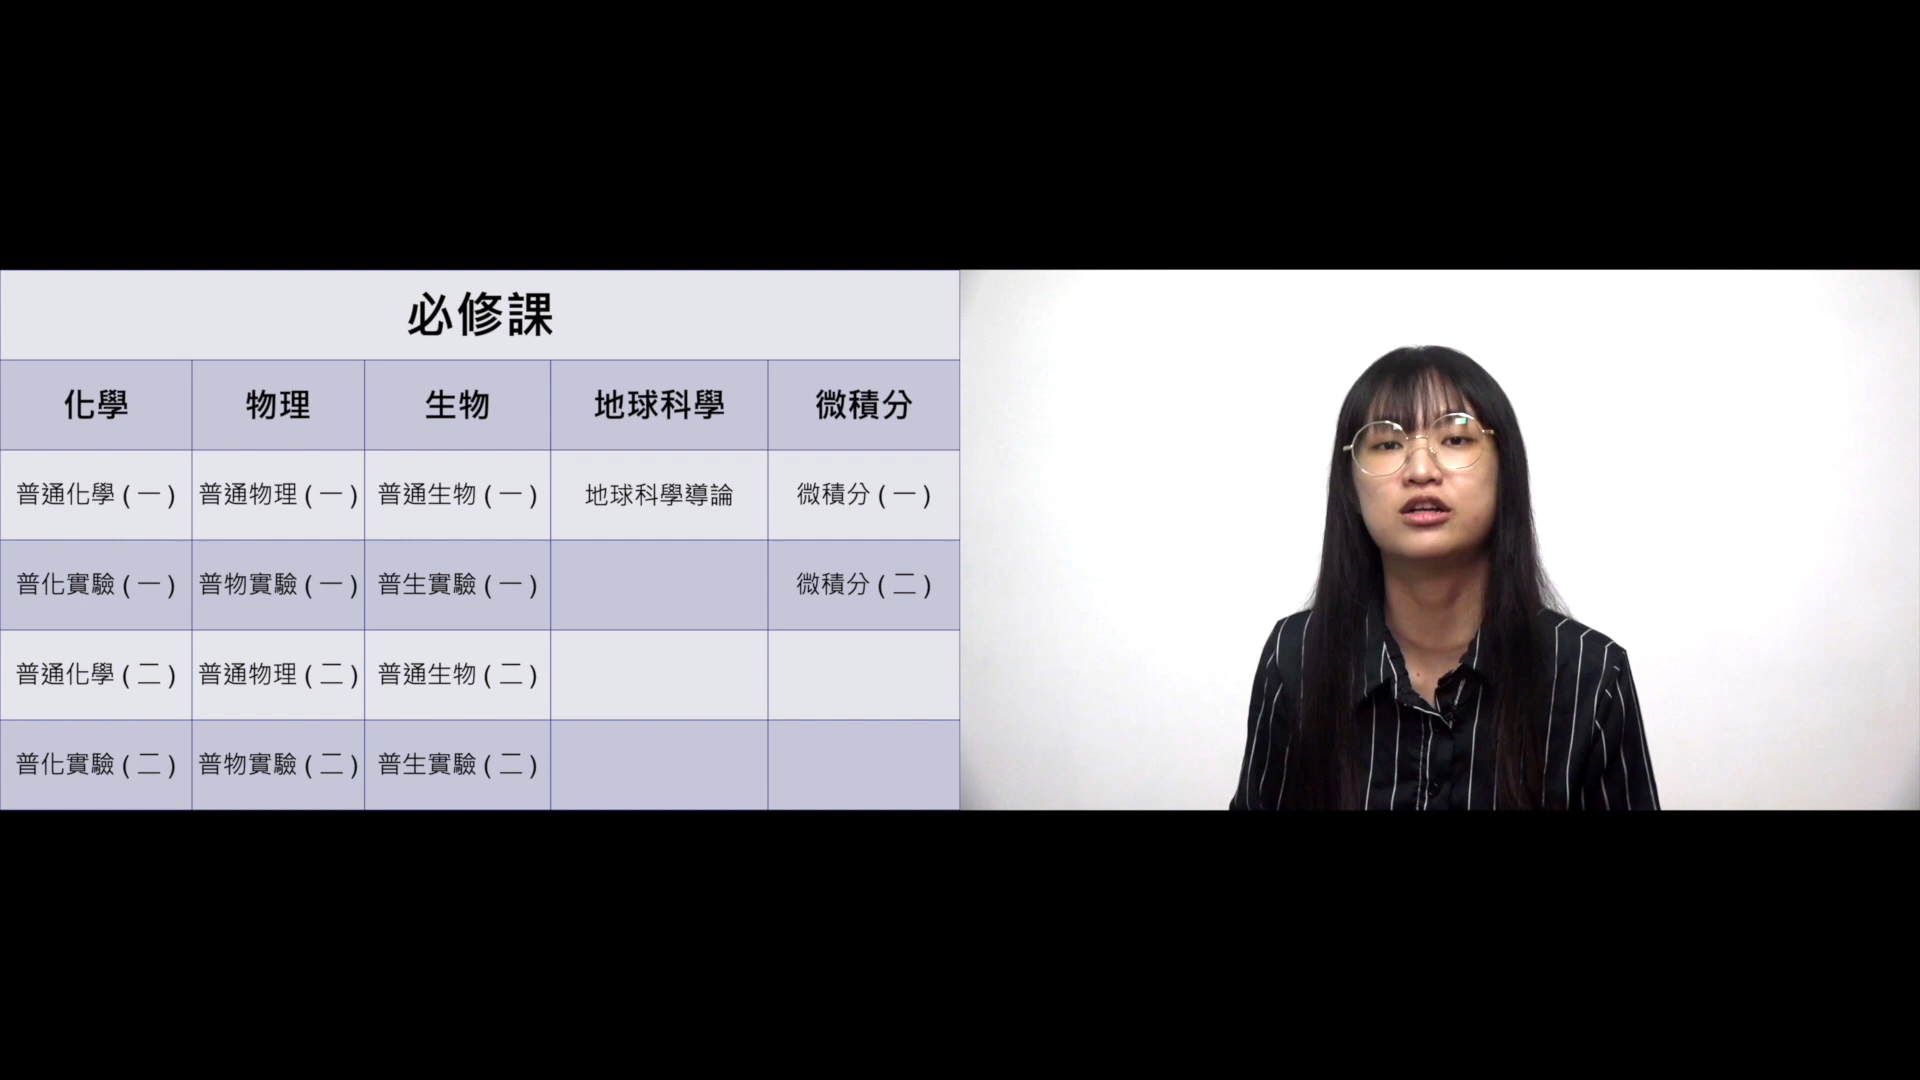 必修課
化學 物理 生物 地球科學 微積分
普通化學 ( 一 ) 普通物理 ( 一 ) 普通生物 ( 一 ) 地球科學導論 微積分 ( 一 )
普化實驗 ( 一 ) 普物實驗 ( 一 ) 普生實驗 ( 一 ) 微積分 ( 二 )
普通化學 ( 二 ) 普通物理 ( 二 ) 普通生物 ( 二 )
普化實驗 ( 二 ) 普物實驗 ( 二 ) 普生實驗 ( 二 )